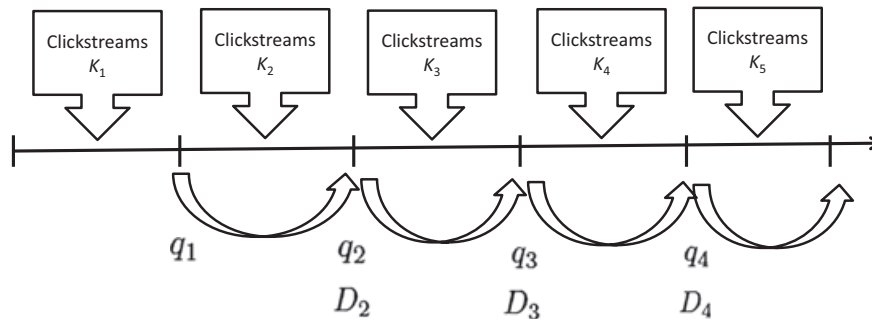 Clickstreams
K₁
Clickstreams
K₂
Clickstreams
K₃
Clickstreams
K₄
Clickstreams
K₅
q₁ q₂ q₃ q₄
D₂ D₃ D₄